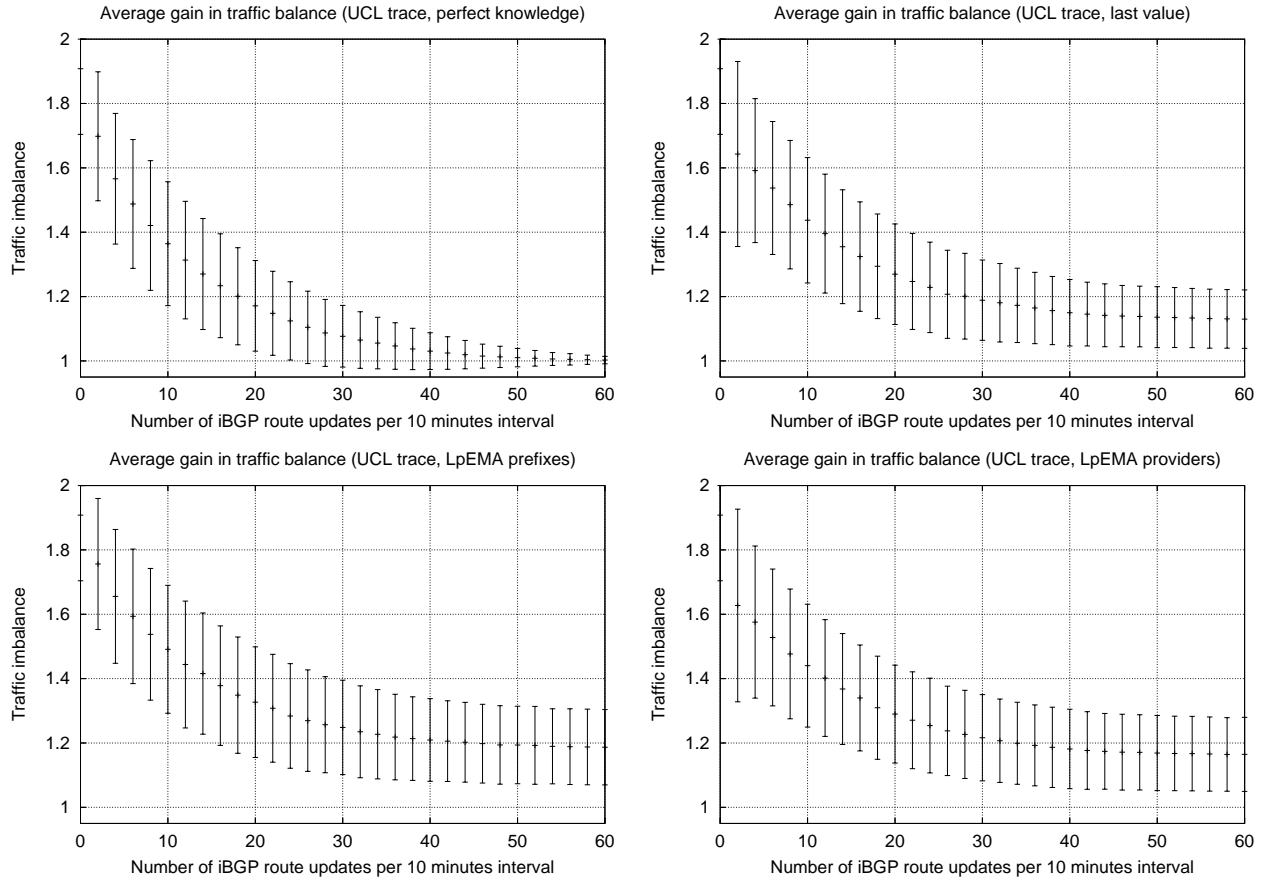 Average gain in traffic balance (UCL trace, perfect knowledge)
2
1.8
1.6
1.4
1.2
1
Traffic imbalance
0 10 20 30 40 50 60
Number of iBGP route updates per 10 minutes interval
Average gain in traffic balance (UCL trace, last value)
2
1.8
1.6
1.4
1.2
1
Traffic imbalance
0 10 20 30 40 50 60
Number of iBGP route updates per 10 minutes interval
Average gain in traffic balance (UCL trace, LpEMA prefixes)
2
1.8
1.6
1.4
1.2
1
Traffic imbalance
0 10 20 30 40 50 60
Number of iBGP route updates per 10 minutes interval
Average gain in traffic balance (UCL trace, LpEMA providers)
2
1.8
1.6
1.4
1.2
1
Traffic imbalance
0 10 20 30 40 50 60
Number of iBGP route updates per 10 minutes interval